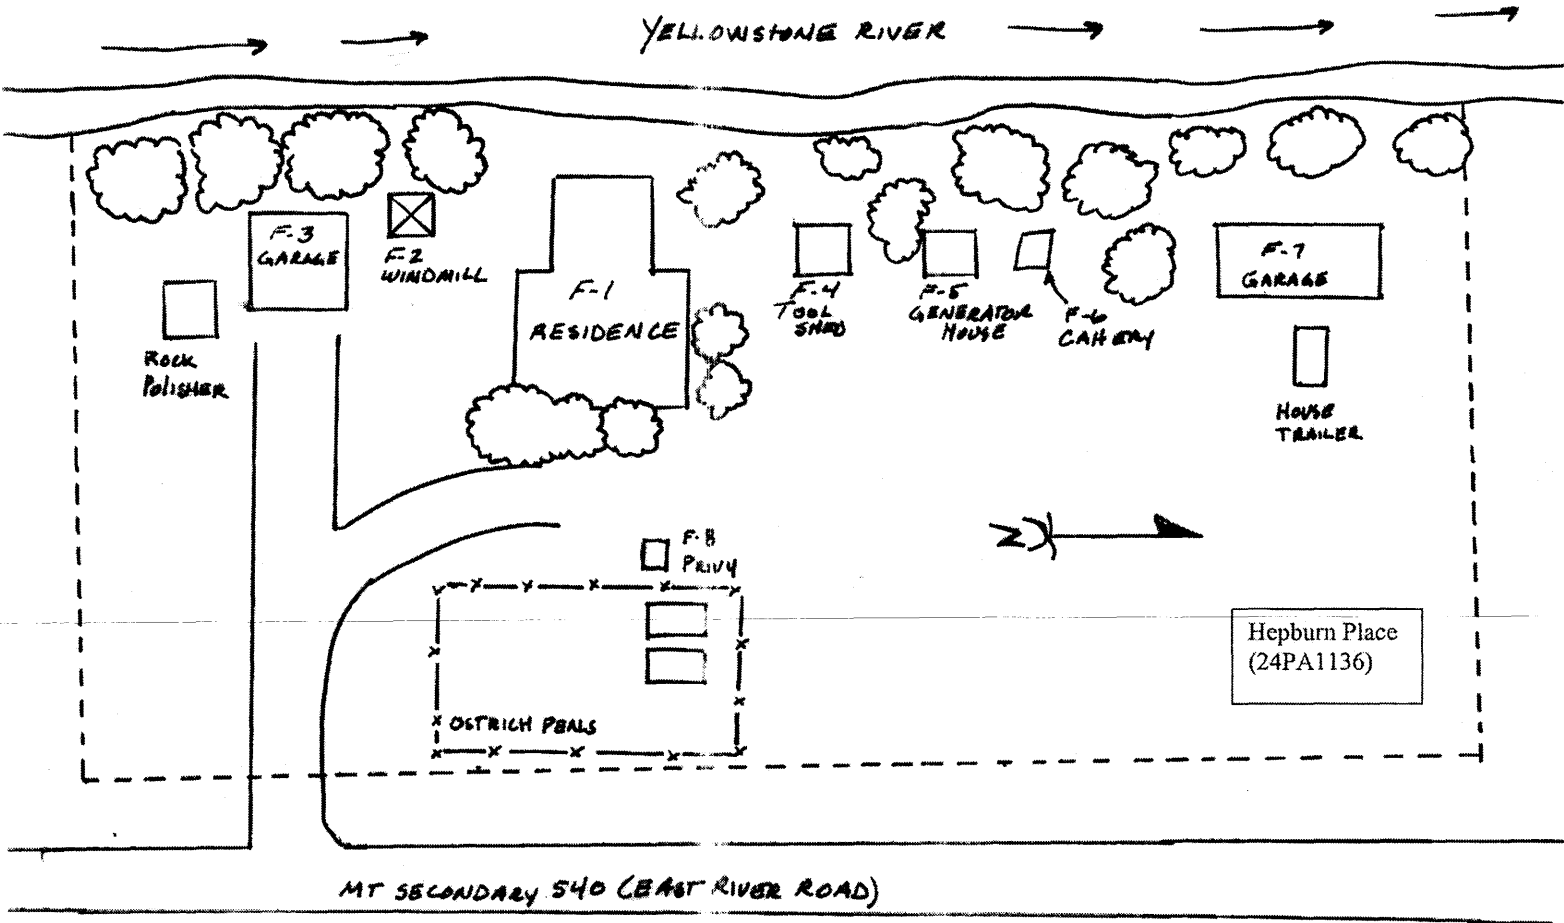 YELLOWSTONE RIVER
F-3
GARAGE
F-2
WINDMILL
F-1
RESIDENCE
F-4
TOOL
SHED
F-5
GENERATOR
HOUSE
F-6
CAHERY
F-7
GARAGE
ROCK
POLISHER
HOUSE
TRAILER
N
F-8
PRIVY
Hepburn Place
(24PA1136)
OSTRICH PENS
MT SECONDARY 540 (EAST RIVER ROAD)